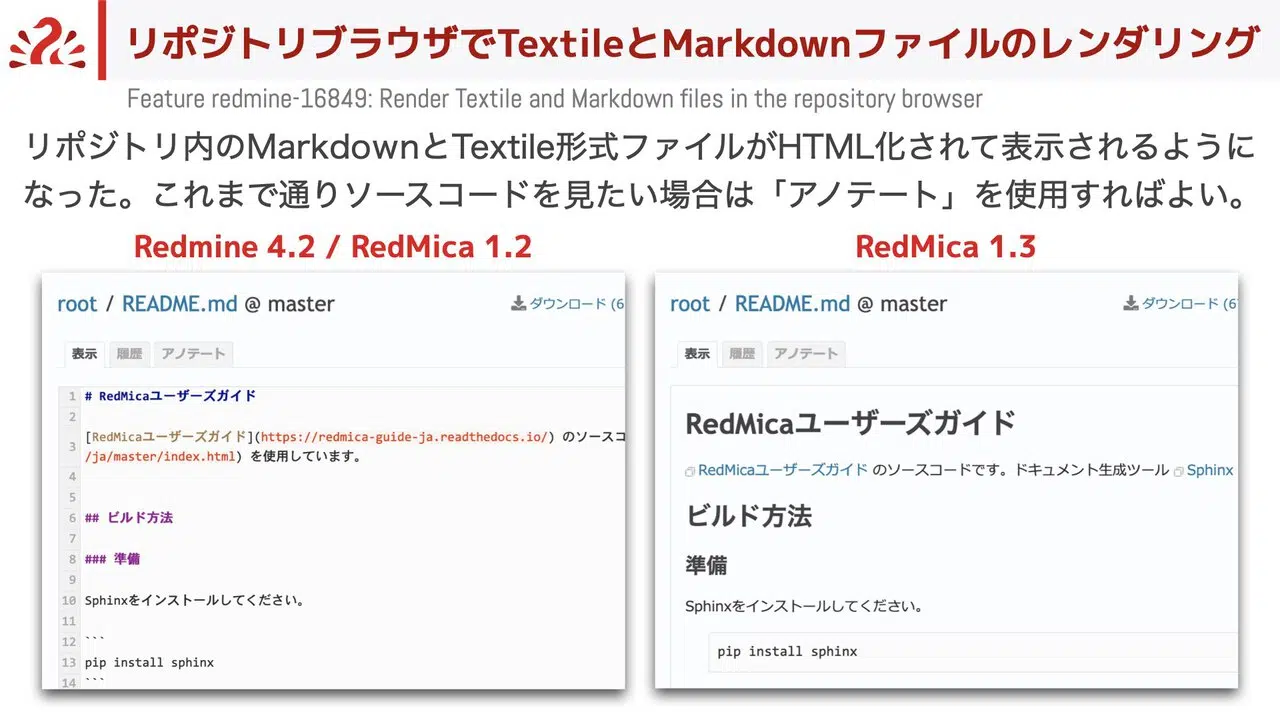 リポジトリブラウザでTextileとMarkdownファイルのレンダリング
Feature redmine-16849: Render Textile and Markdown files in the repository browser
リポジトリ内のMarkdownとTextile形式ファイルがHTML化されて表示されるように
なった。これまで通りソースコードを見たい場合は「アノテート」を使用すればよい。
Redmine 4.2 / RedMica 1.2
root / README.md @ master
ダウンロード (6
表示 履歴 アノテート
1 # RedMicaユーザーズガイド
2
3 [RedMicaユーザーズガイド](https://redmica-guide-ja.readthedocs.io/) のソースコ
/ja/master/index.html) を使用しています。
4
5
6 ## ビルド方法
7
8 ### 準備
9
10 Sphinxをインストールしてください。
11
12 ```
13 pip install sphinx
14 ```
RedMica 1.3
root / README.md @ master
ダウンロード (6
表示 履歴 アノテート
RedMicaユーザーズガイド
RedMicaユーザーズガイド のソースコードです。ドキュメント生成ツール Sphinx
ビルド方法
準備
Sphinxをインストールしてください。
pip install sphinx